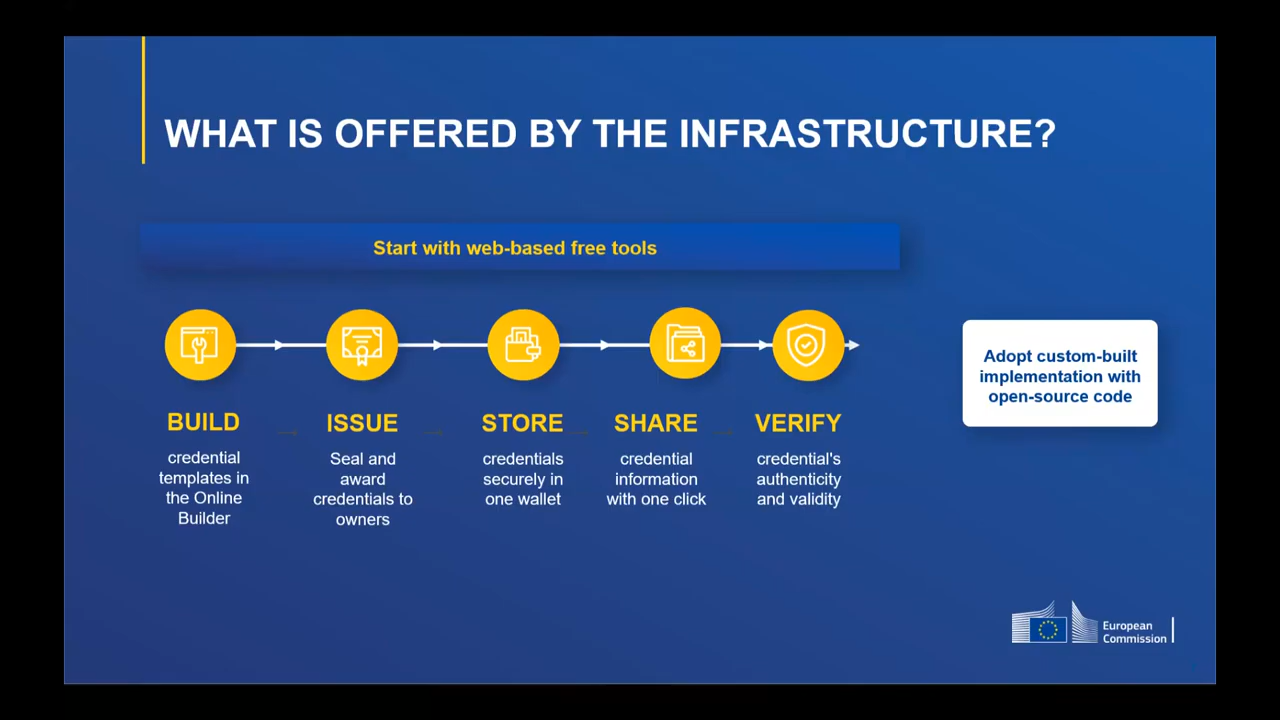 WHAT IS OFFERED BY THE INFRASTRUCTURE?
Start with web-based free tools
BUILD
credential
templates in
the Online
Builder
ISSUE
Seal and
award
credentials to
owners
STORE
credentials
securely in
one wallet
SHARE
credential
information
with one click
VERIFY
credential's
authenticity
and validity
Adopt custom-built
implementation with
open-source code
European
Commission